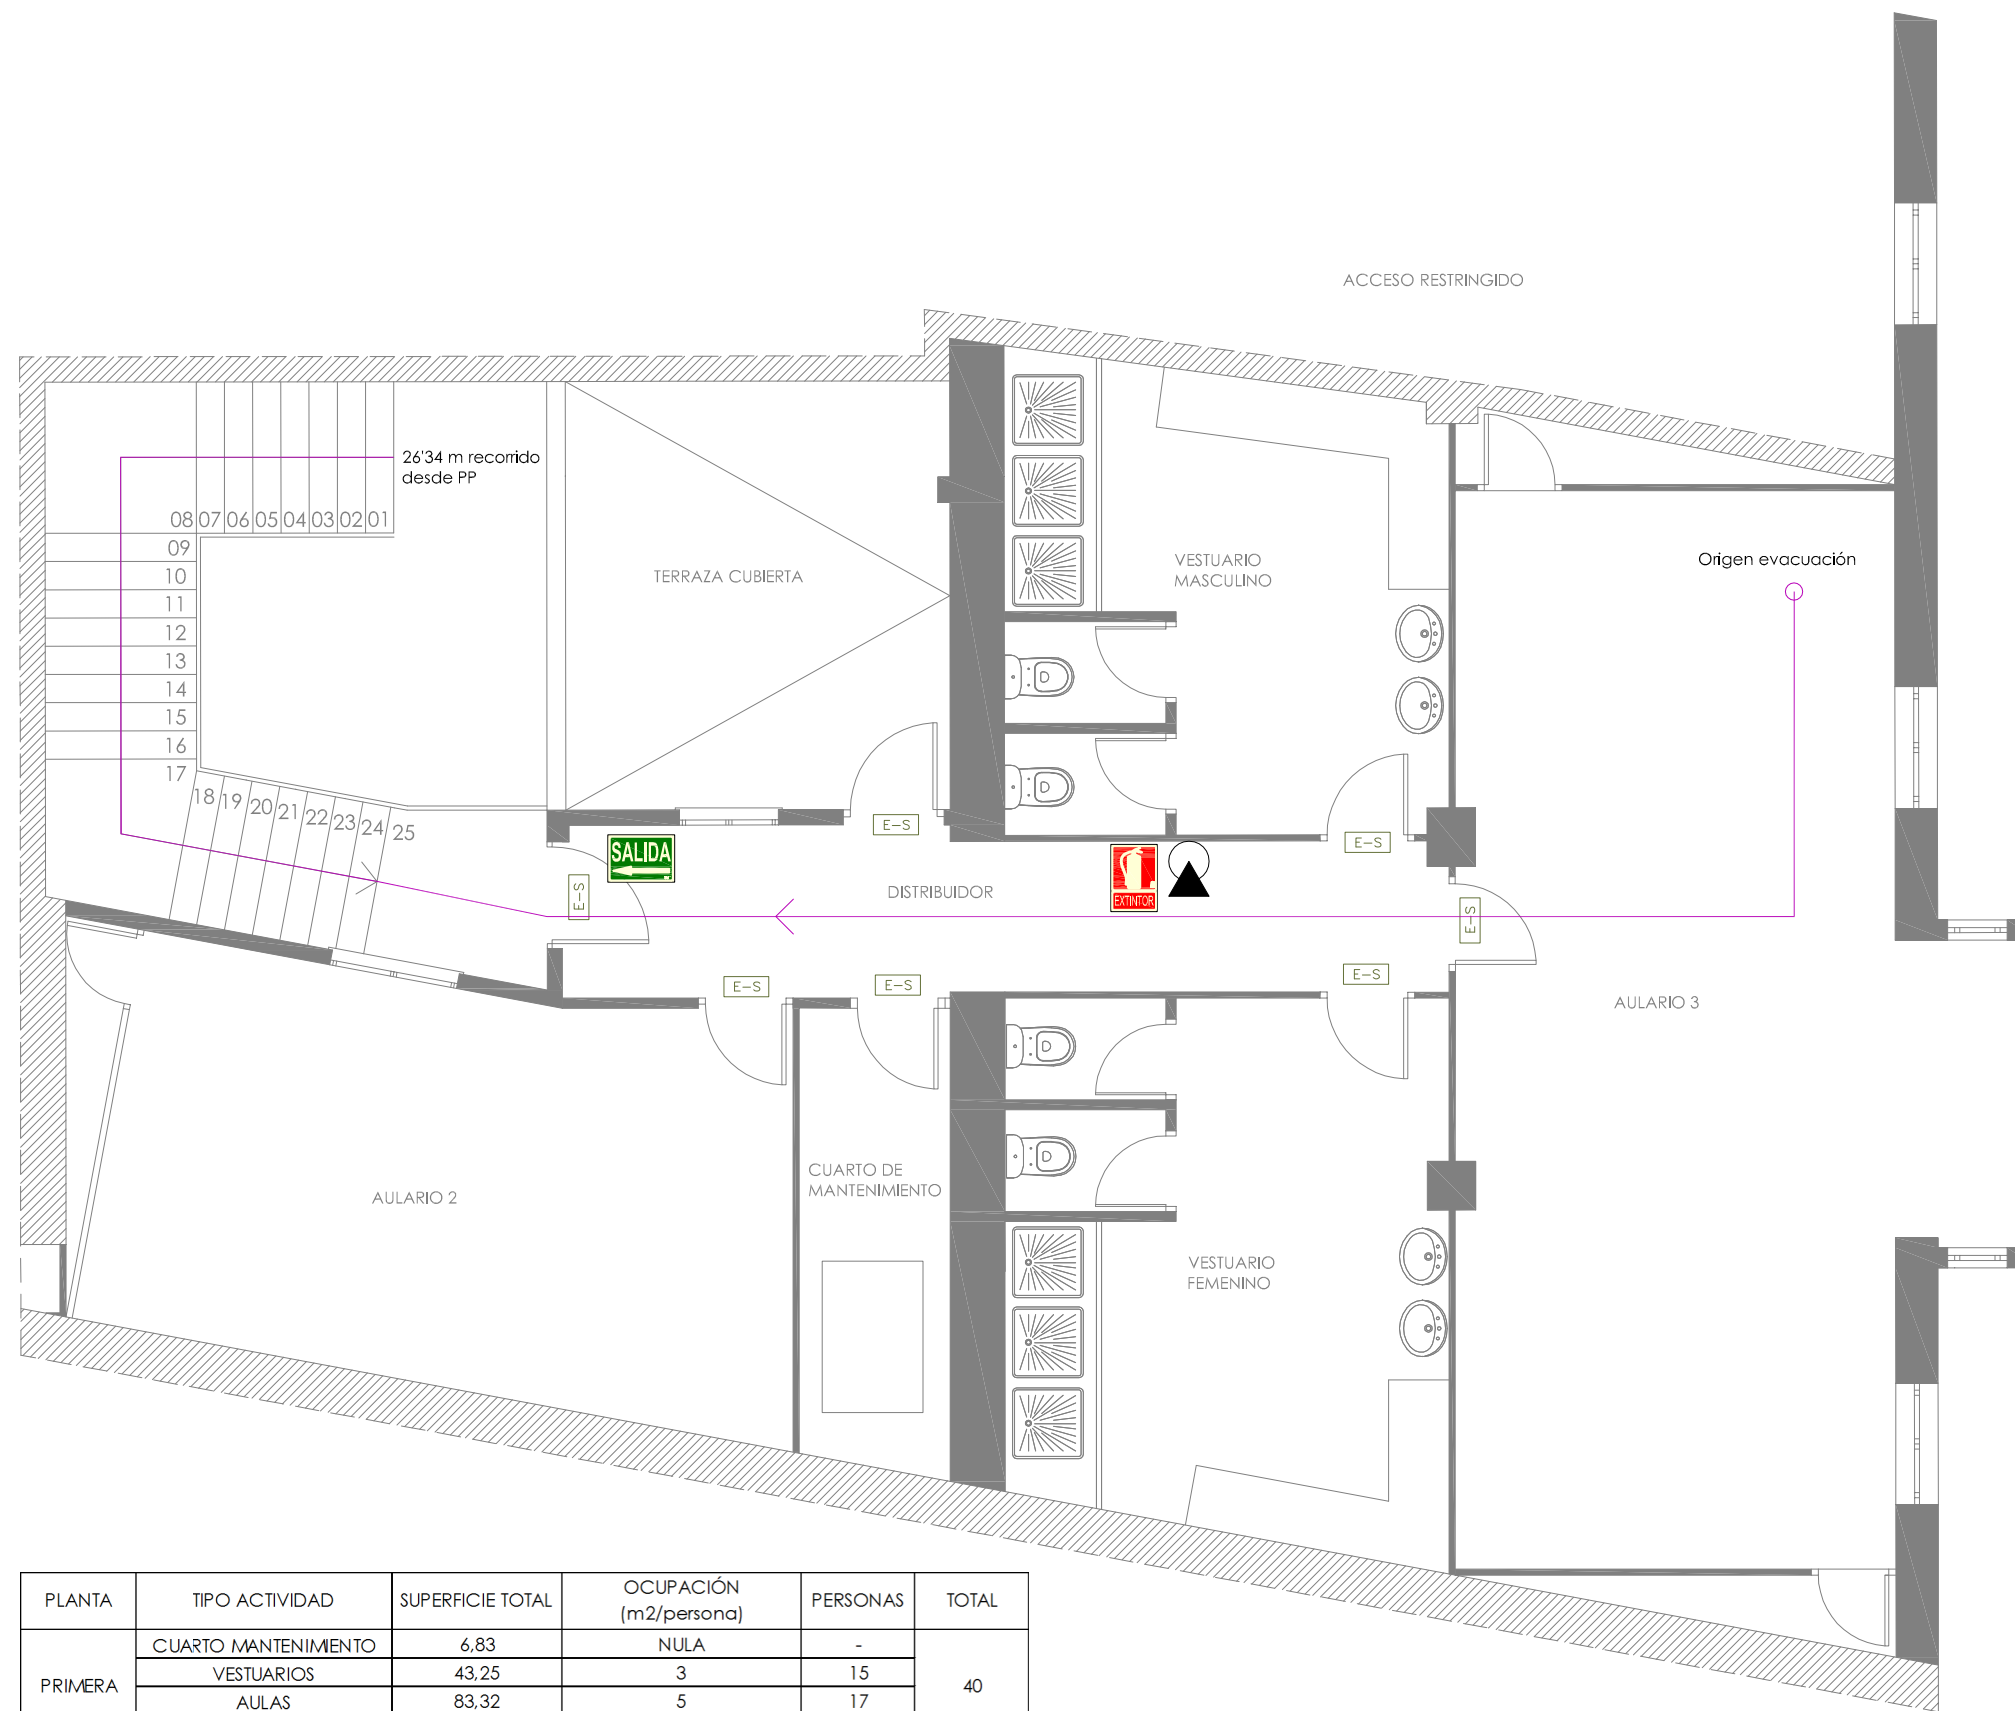 ACCESO RESTRINGIDO
26'34 m recorrido
desde PP
08 07 06 05 04 03 02 01
09
10
11
12
13
14
15
16
17
18 19 20 21 22 23 24 25
TERRAZA CUBIERTA
VESTUARIO
MASCULINO
Origen evacuación
E-S
E-S
SALIDA
EXTINTOR
E-S
DISTRIBUIDOR
E-S
E-S
E-S
E-S
AULARIO 3
AULARIO 2
CUARTO DE
MANTENIMIENTO
VESTUARIO
FEMENINO
PLANTA TIPO ACTIVIDAD SUPERFICIE TOTAL OCUPACIÓN (m2/persona) PERSONAS TOTAL
CUARTO MANTENIMIENTO 6,83 NULA -
VESTUARIOS 43,25 3 15
PRIMERA 40
AULAS 83,32 5 17